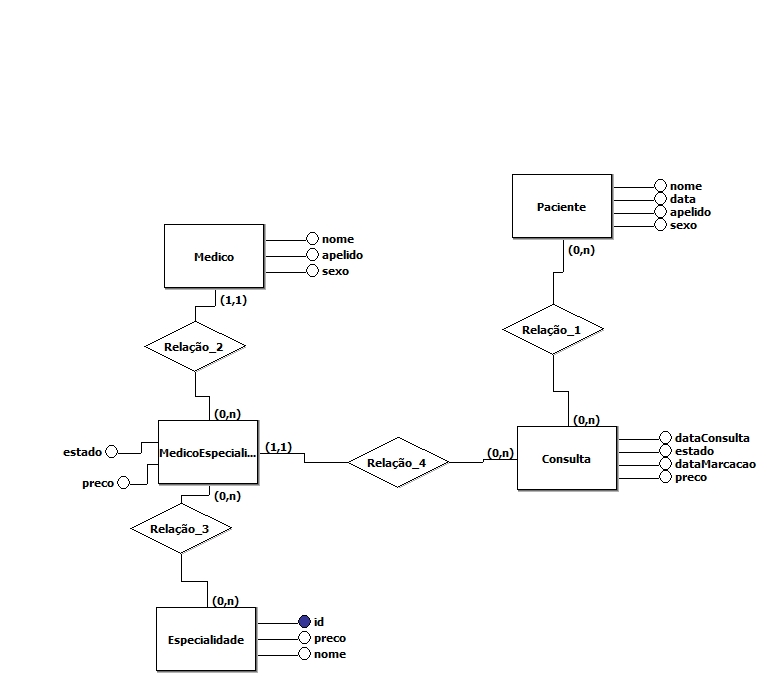 nome
data
apelido
sexo
Paciente
(0,n)
nome
apelido
sexo
Medico
(1,1)
Relação_1
Relação_2
(0,n)
(0,n)
estado
preco
MedicoEspeciali...
(1,1)
Relação_4
(0,n)
Consulta
dataConsulta
estado
dataMarcacao
preco
(0,n)
Relação_3
(0,n)
Especialidade
id
preco
nome